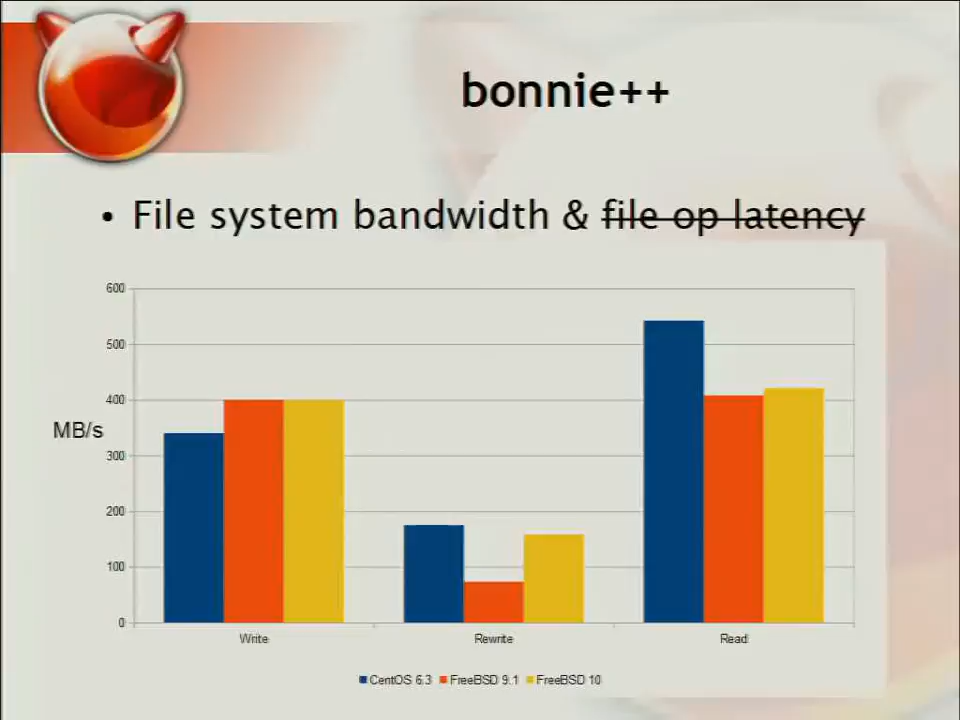 bonnie++
• File system bandwidth & file op latency
600
500
400
MB/s
300
200
100
0
Write Rewrite Read
CentOS 6.3 FreeBSD 9.1 FreeBSD 10